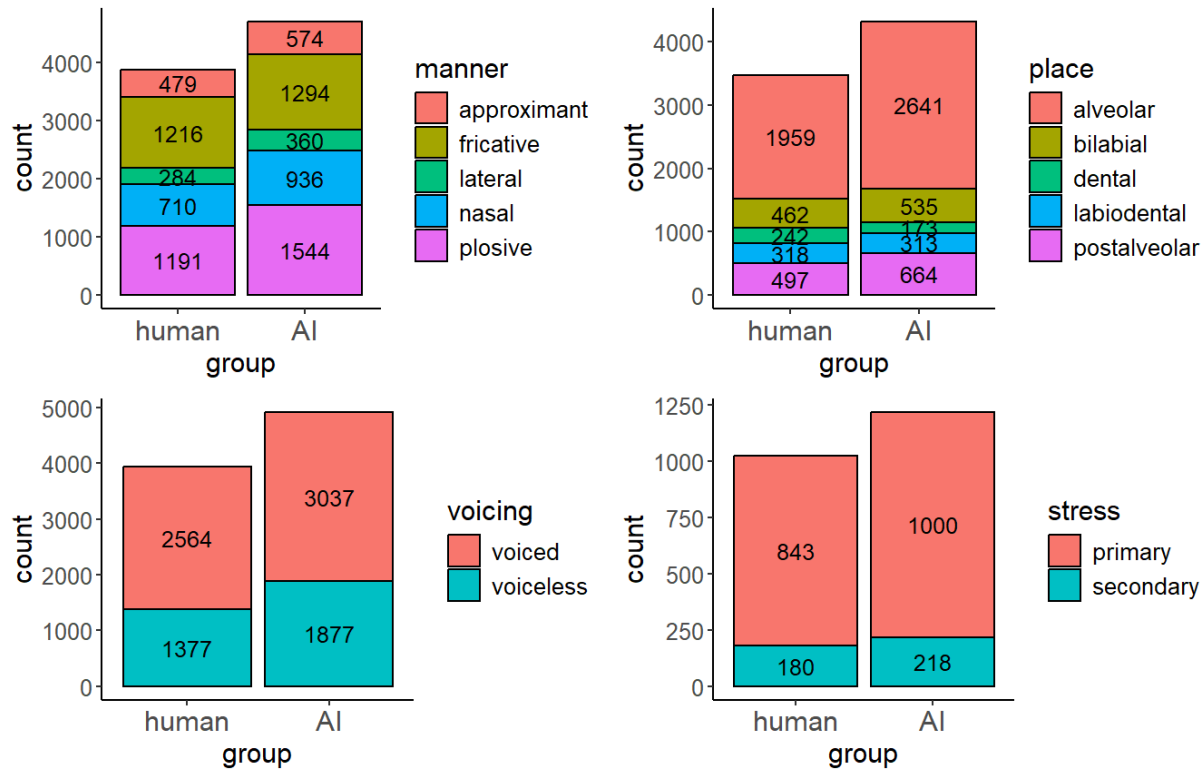 manner
approximant
fricative
lateral
nasal
plosive
count
4000
3000
2000
1000
0
479
1216
284
710
1191
574
1294
360
936
1544
human AI
group
place
alveolar
bilabial
dental
labiodental
postalveolar
count
4000
3000
2000
1000
0
1959
462
242
318
497
2641
535
173
313
664
human AI
group
voicing
voiced
voiceless
count
5000
4000
3000
2000
1000
0
2564
1377
3037
1877
human AI
group
stress
primary
secondary
count
1250
1000
750
500
250
0
843
180
1000
218
human AI
group